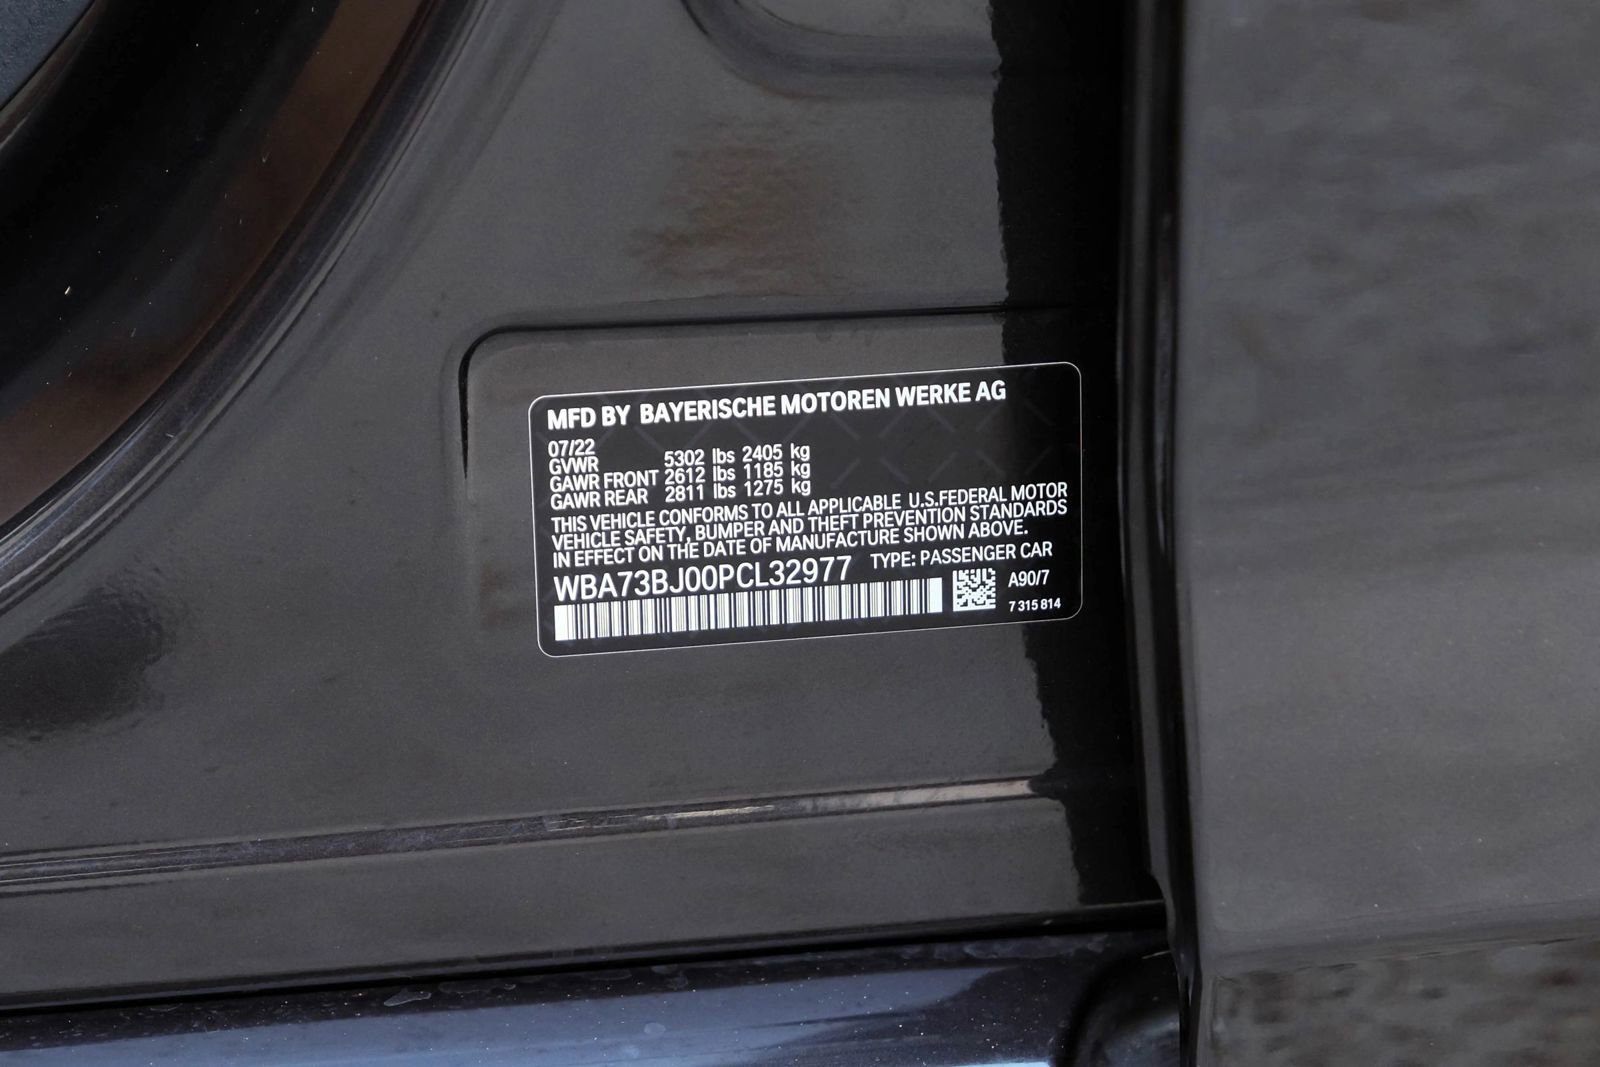 MFD BY BAYERISCHE MOTOREN WERKE AG
07/22
GVWR 5302 lbs 2405 kg
GAWR FRONT 2612 lbs 1185 kg
GAWR REAR 2811 lbs 1275 kg
THIS VEHICLE CONFORMS TO ALL APPLICABLE U.S.FEDERAL MOTOR
VEHICLE SAFETY, BUMPER AND THEFT PREVENTION STANDARDS
IN EFFECT ON THE DATE OF MANUFACTURE SHOWN ABOVE.
WBA73BJ00PCL32977 TYPE: PASSENGER CAR
A90/7
7 315 814